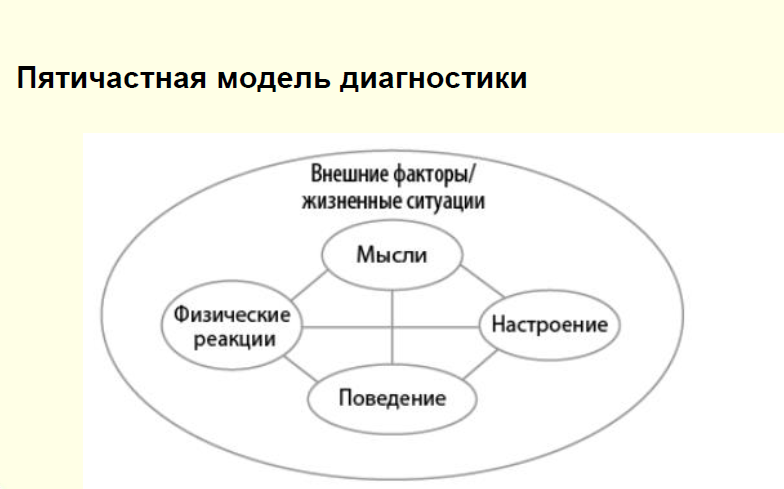 Пятичастная модель диагностики
Внешние факторы/
жизненные ситуации
Мысли
Физические
реакции
Настроение
Поведение